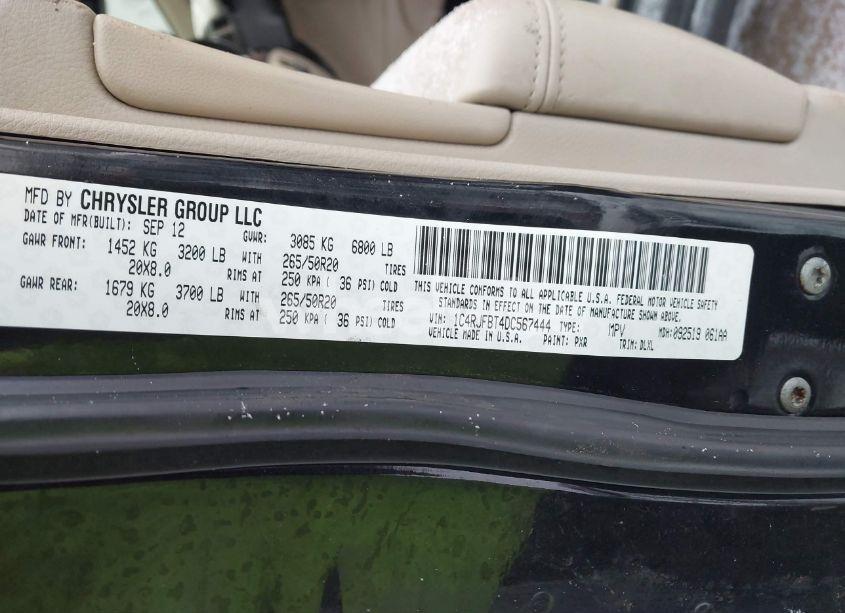 MFD BY CHRYSLER GROUP LLC
DATE OF MFR(BUILT): SEP 12 GVWR: 3085 KG 6800 LB
GAWR FRONT: 1452 KG 3200 LB WITH 265/50R20 TIRES
20X8.0 RIMS AT 250 KPA ( 36 PSI) COLD
GAWR REAR: 1679 KG 3700 LB WITH 265/50R20 TIRES
20X8.0 RIMS AT 250 KPA ( 36 PSI) COLD
THIS VEHICLE CONFORMS TO ALL APPLICABLE U.S.A. FEDERAL MOTOR VEHICLE SAFETY
STANDARDS IN EFFECT ON THE DATE OF MANUFACTURE SHOWN ABOVE.
VIN: 1C4RJFBT4DC567444 TYPE: MPV MDH: 092519 061AA
VEHICLE MADE IN U.S.A. PAINT: PXR TRIM: DLXL